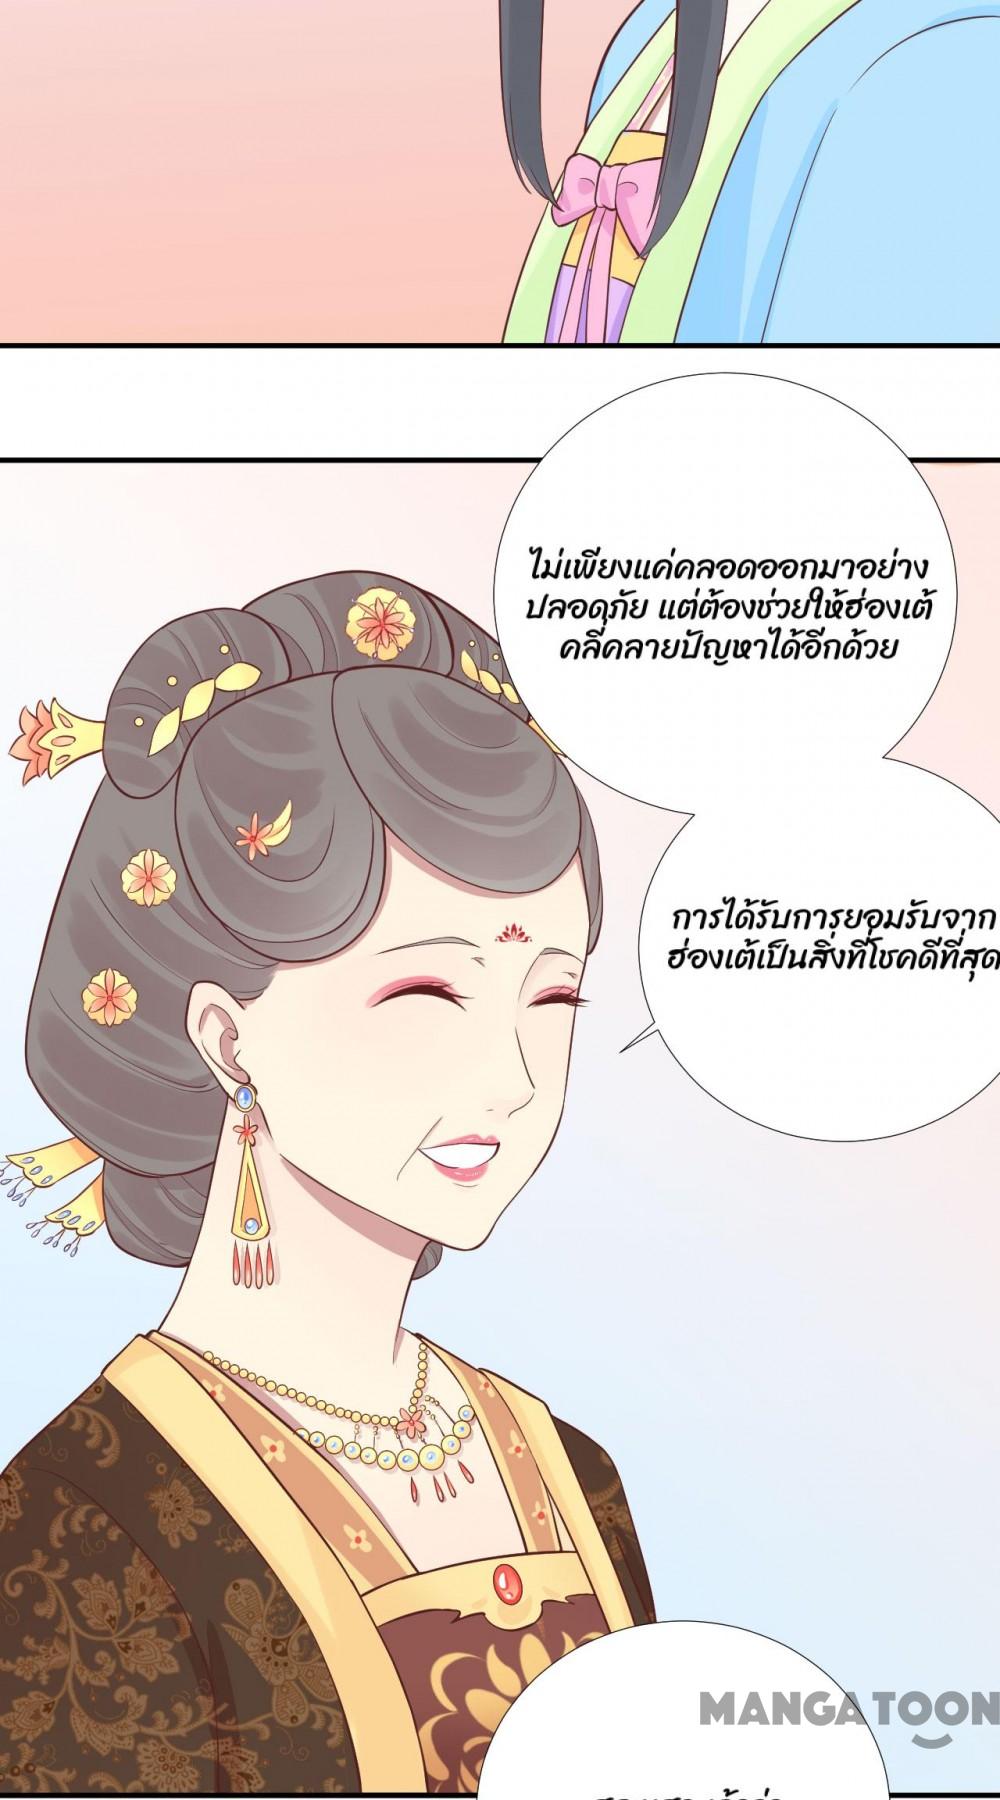 ไม่เพียงแค่คลอดออกมาอย่าง
ปลอดภัย แต่ต้องช่วยให้ฮ่องเต้
คลี่คลายปัญหาได้อีกด้วย
การได้รับการยอมรับจาก
ฮ่องเต้เป็นสิ่งที่โชคดีที่สุด
MANGATOON